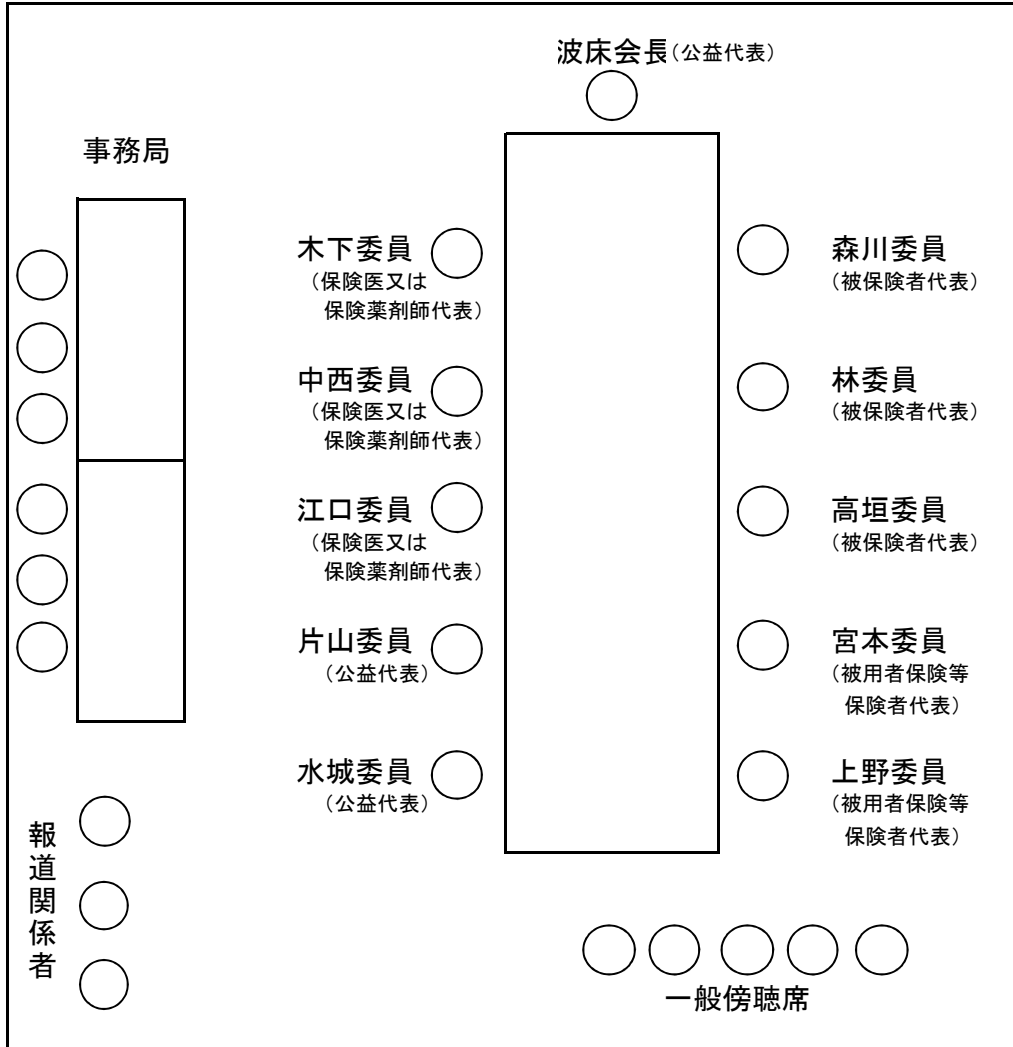 波床会長（公益代表）
事務局
木下委員
（保険医又は
保険薬剤師代表）
中西委員
（保険医又は
保険薬剤師代表）
江口委員
（保険医又は
保険薬剤師代表）
片山委員
（公益代表）
水城委員
（公益代表）
森川委員
（被保険者代表）
林委員
（被保険者代表）
高垣委員
（被保険者代表）
宮本委員
（被用者保険等
保険者代表）
上野委員
（被用者保険等
保険者代表）
報道関係者
一般傍聴席